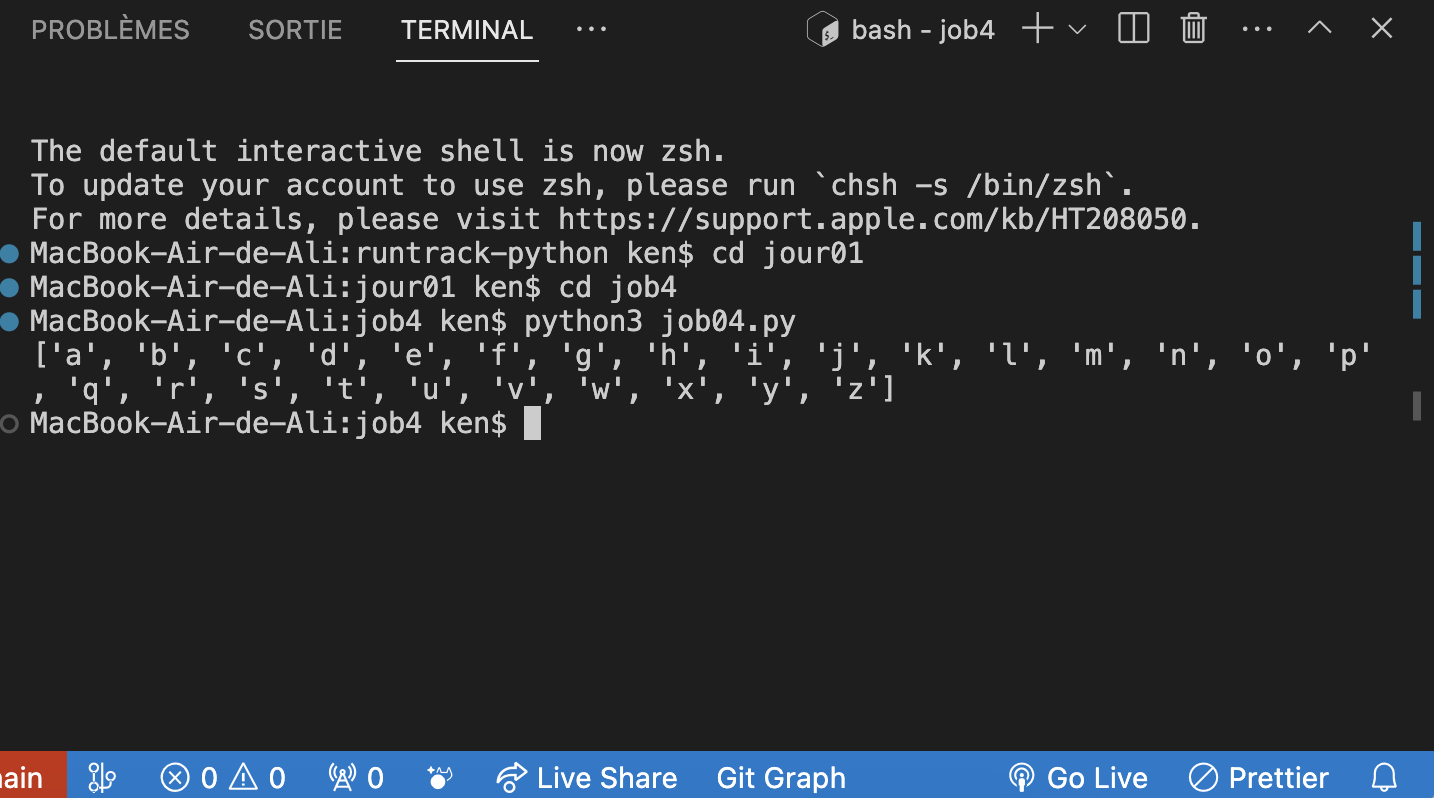 PROBLÈMES SORTIE TERMINAL ··· bash - job4 ···
The default interactive shell is now zsh.
To update your account to use zsh, please run `chsh -s /bin/zsh`.
For more details, please visit https://support.apple.com/kb/HT208050.
MacBook-Air-de-Ali:runtrack-python ken$ cd jour01
MacBook-Air-de-Ali:jour01 ken$ cd job4
MacBook-Air-de-Ali:job4 ken$ python3 job04.py
['a', 'b', 'c', 'd', 'e', 'f', 'g', 'h', 'i', 'j', 'k', 'l', 'm', 'n', 'o', 'p'
, 'q', 'r', 's', 't', 'u', 'v', 'w', 'x', 'y', 'z']
MacBook-Air-de-Ali:job4 ken$
ain 0 0 0 Live Share Git Graph Go Live Prettier